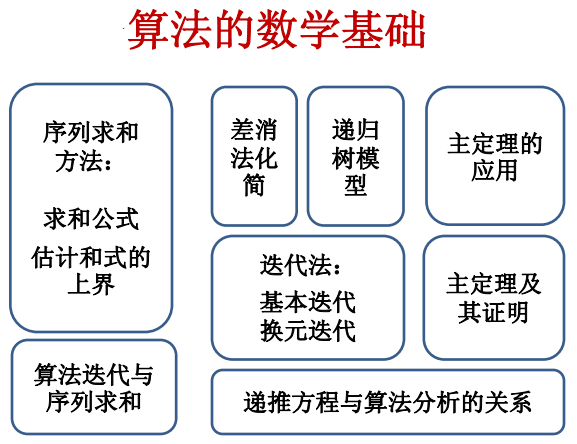 算法的数学基础
序列求和
方法：
求和公式
估计和式的
上界
算法迭代与
序列求和
差消
法化
简
递归
树模
型
主定理的
应用
迭代法：
基本迭代
换元迭代
主定理及
其证明
递推方程与算法分析的关系